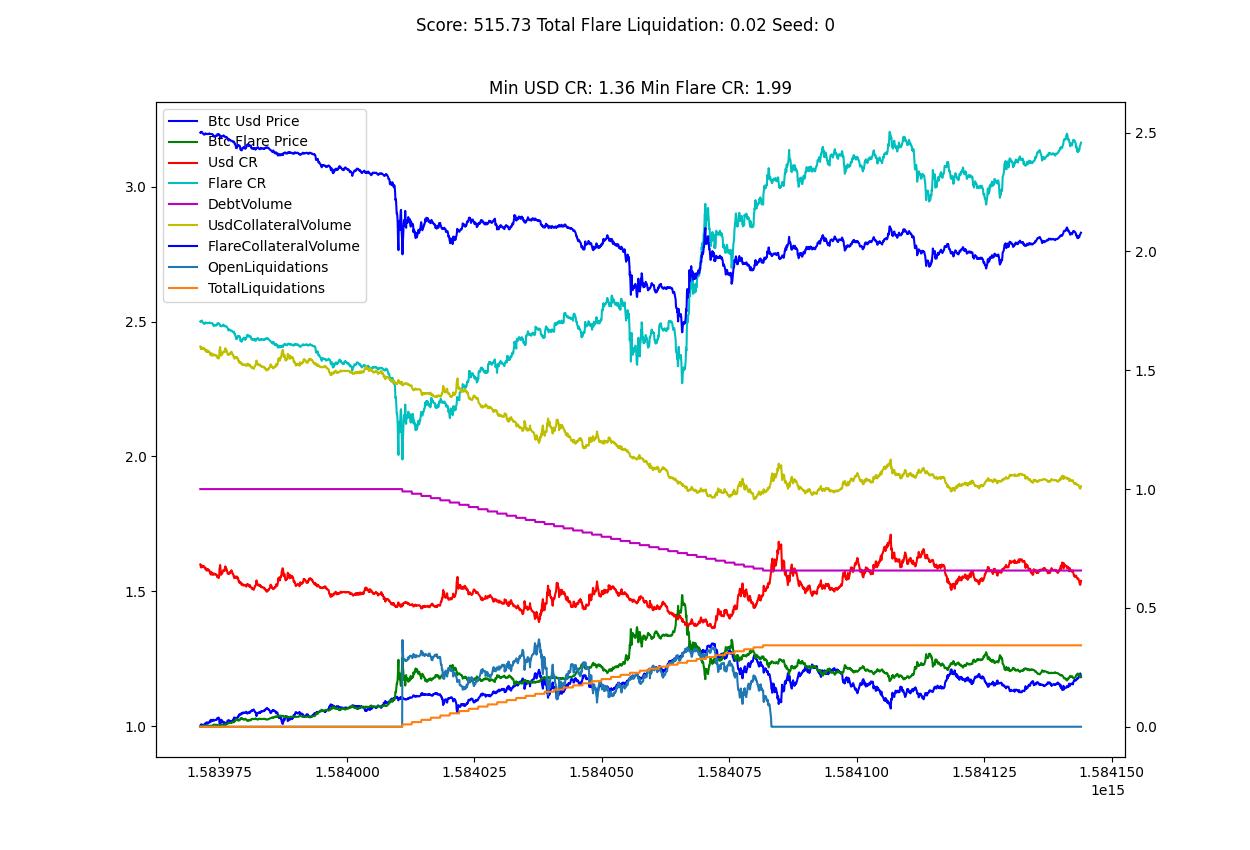 Score: 515.73 Total Flare Liquidation: 0.02 Seed: 0
Min USD CR: 1.36 Min Flare CR: 1.99
Btc Usd Price
Btc Flare Price
Usd CR
Flare CR
DebtVolume
UsdCollateralVolume
FlareCollateralVolume
OpenLiquidations
TotalLiquidations
3.0
2.5
2.0
1.5
1.0
2.5
2.0
1.5
1.0
0.5
0.0
1.583975
1.584000
1.584025
1.584050
1.584075
1.584100
1.584125
1.584150
1e15